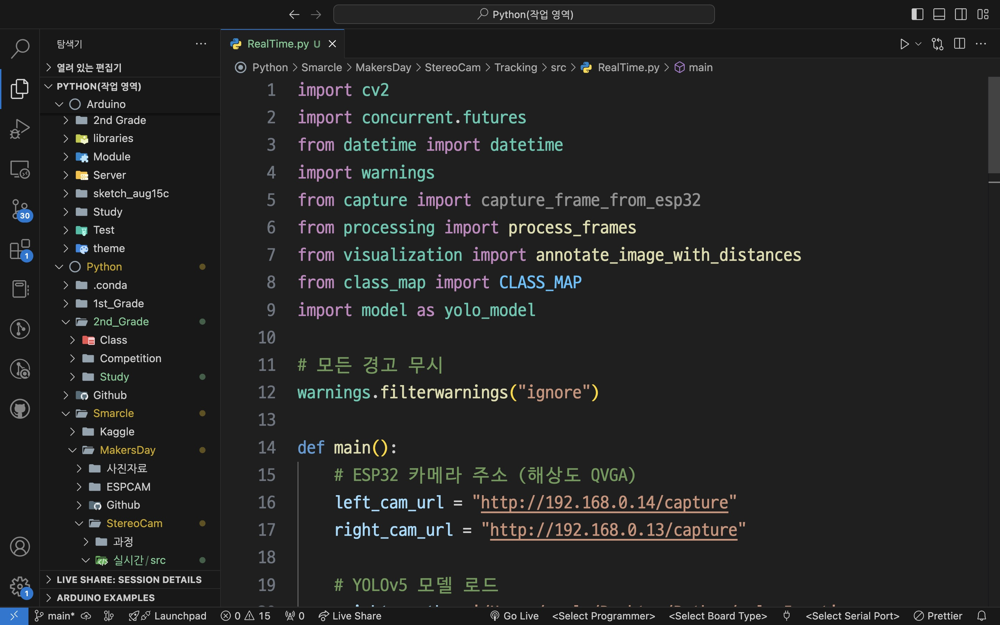 Python(작업 영역)
탐색기
열려 있는 편집기
PYTHON(작업 영역)
Arduino
2nd Grade
libraries
Module
Server
sketch_aug15c
Study
Test
theme
Python
.conda
1st_Grade
2nd_Grade
Class
Competition
Study
Github
Smarcle
Kaggle
MakersDay
사진자료
ESPCAM
Github
StereoCam
과정
실시간/src
LIVE SHARE: SESSION DETAILS
ARDUINO EXAMPLES
30
1
1
RealTime.py U
Python > Smarcle > MakersDay > StereoCam > Tracking > src > RealTime.py > main
1 import cv2
2 import concurrent.futures
3 from datetime import datetime
4 import warnings
5 from capture import capture_frame_from_esp32
6 from processing import process_frames
7 from visualization import annotate_image_with_distances
8 from class_map import CLASS_MAP
9 import model as yolo_model
10
11 # 모든 경고 무시
12 warnings.filterwarnings("ignore")
13
14 def main():
15 # ESP32 카메라 주소 (해상도 QVGA)
16 left_cam_url = "http://192.168.0.14/capture"
17 right_cam_url = "http://192.168.0.13/capture"
18
19 # YOLOv5 모델 로드
main* Launchpad 0 15 0 Live Share Go Live <Select Programmer> <Select Board Type> <Select Serial Port> Prettier